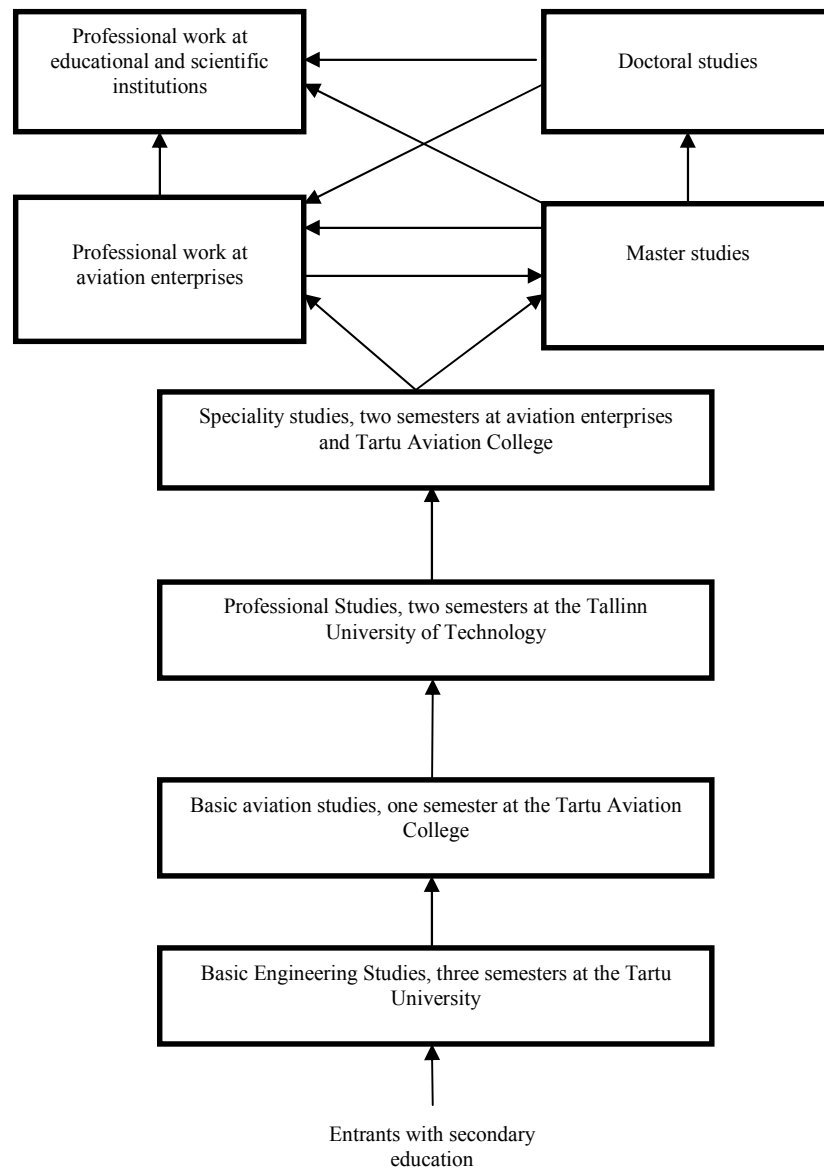 Professional work at
educational and scientific
institutions
Doctoral studies
Professional work at
aviation enterprises
Master studies
Speciality studies, two semesters at aviation enterprises
and Tartu Aviation College
Professional Studies, two semesters at the Tallinn
University of Technology
Basic aviation studies, one semester at the Tartu Aviation
College
Basic Engineering Studies, three semesters at the Tartu
University
Entrants with secondary
education